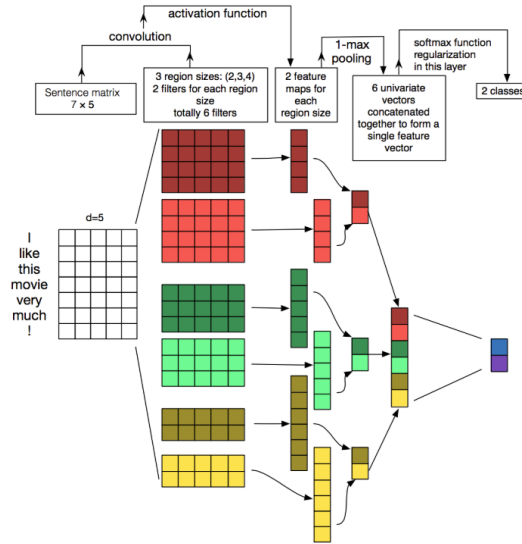 activation function
convolution
1-max
pooling
softmax function
regularization
in this layer
Sentence matrix
7 × 5
3 region sizes: (2,3,4)
2 filters for each region
size
totally 6 filters
2 feature
maps for
each
region size
6 univariate
vectors
concatenated
together to form a
single feature
vector
2 classes
d=5
I
like
this
movie
very
much
!